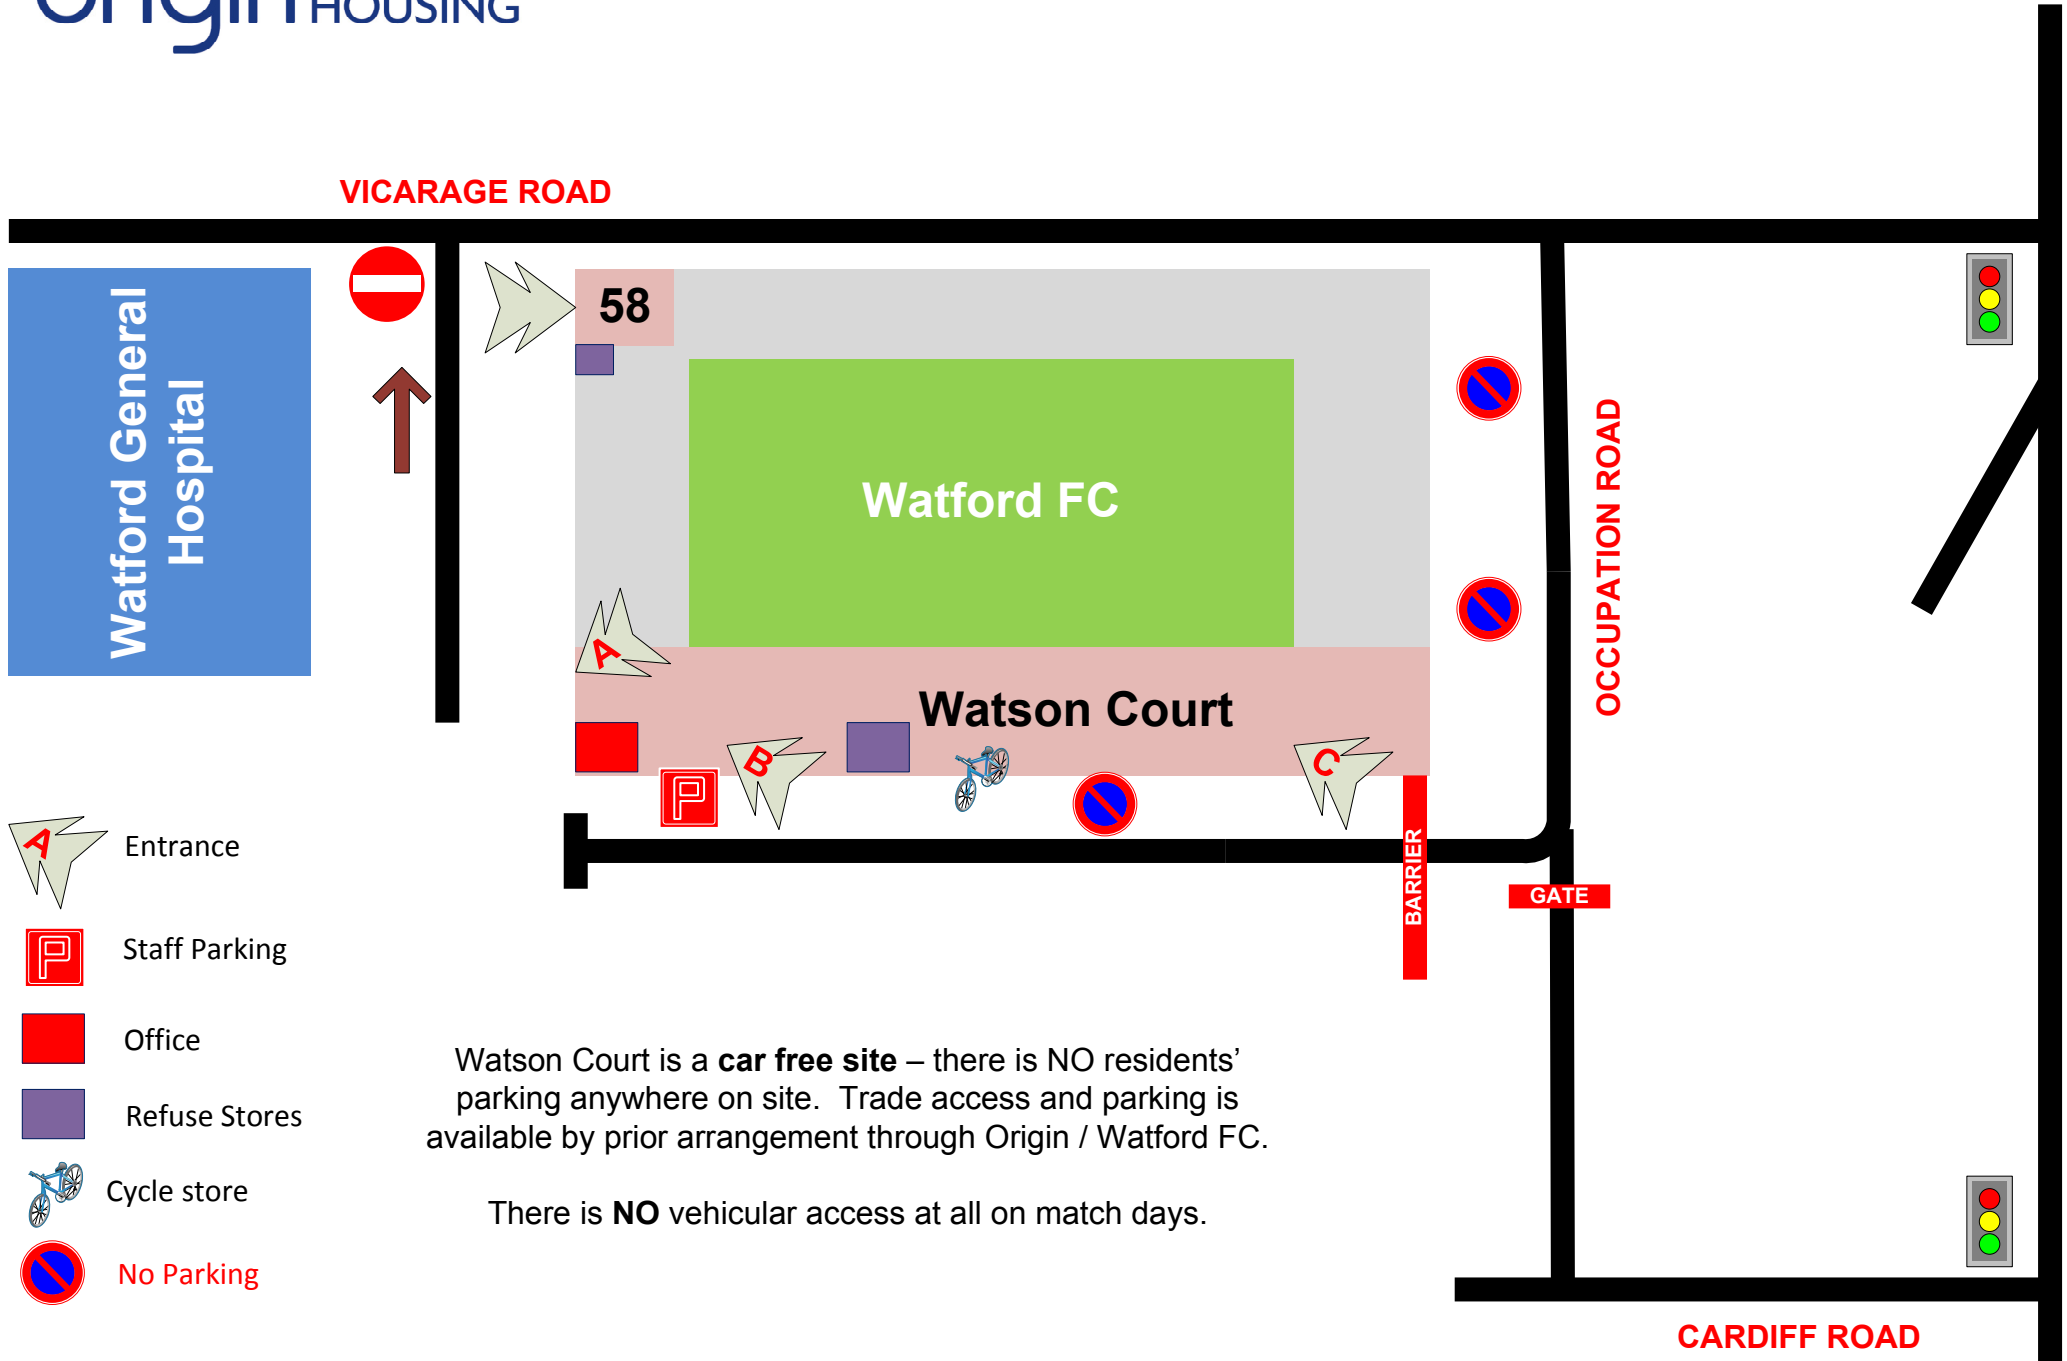 origin HOUSING
VICARAGE ROAD
58
Watford General
Hospital
Watford FC
OCCUPATION ROAD
A
Watson Court
B
C
P
BARRIER
GATE
A
Entrance
P
Staff Parking
Office
Refuse Stores
Cycle store
No Parking
Watson Court is a car free site – there is NO residents’
parking anywhere on site. Trade access and parking is
available by prior arrangement through Origin / Watford FC.
There is NO vehicular access at all on match days.
CARDIFF ROAD